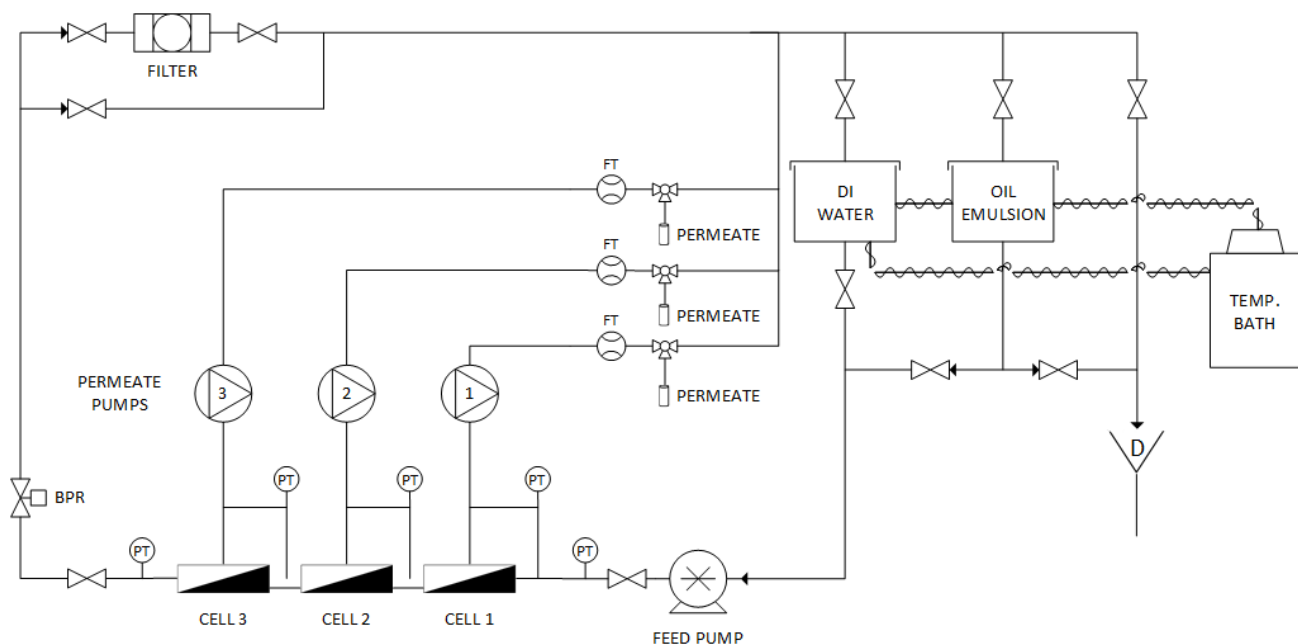 FILTER
FT
DI
WATER
OIL
EMULSION
PERMEATE
FT
PERMEATE
TEMP.
BATH
FT
PERMEATE
PUMPS
3
2
1
PERMEATE
D
PT
PT
PT
BPR
PT
PT
CELL 3
CELL 2
CELL 1
FEED PUMP